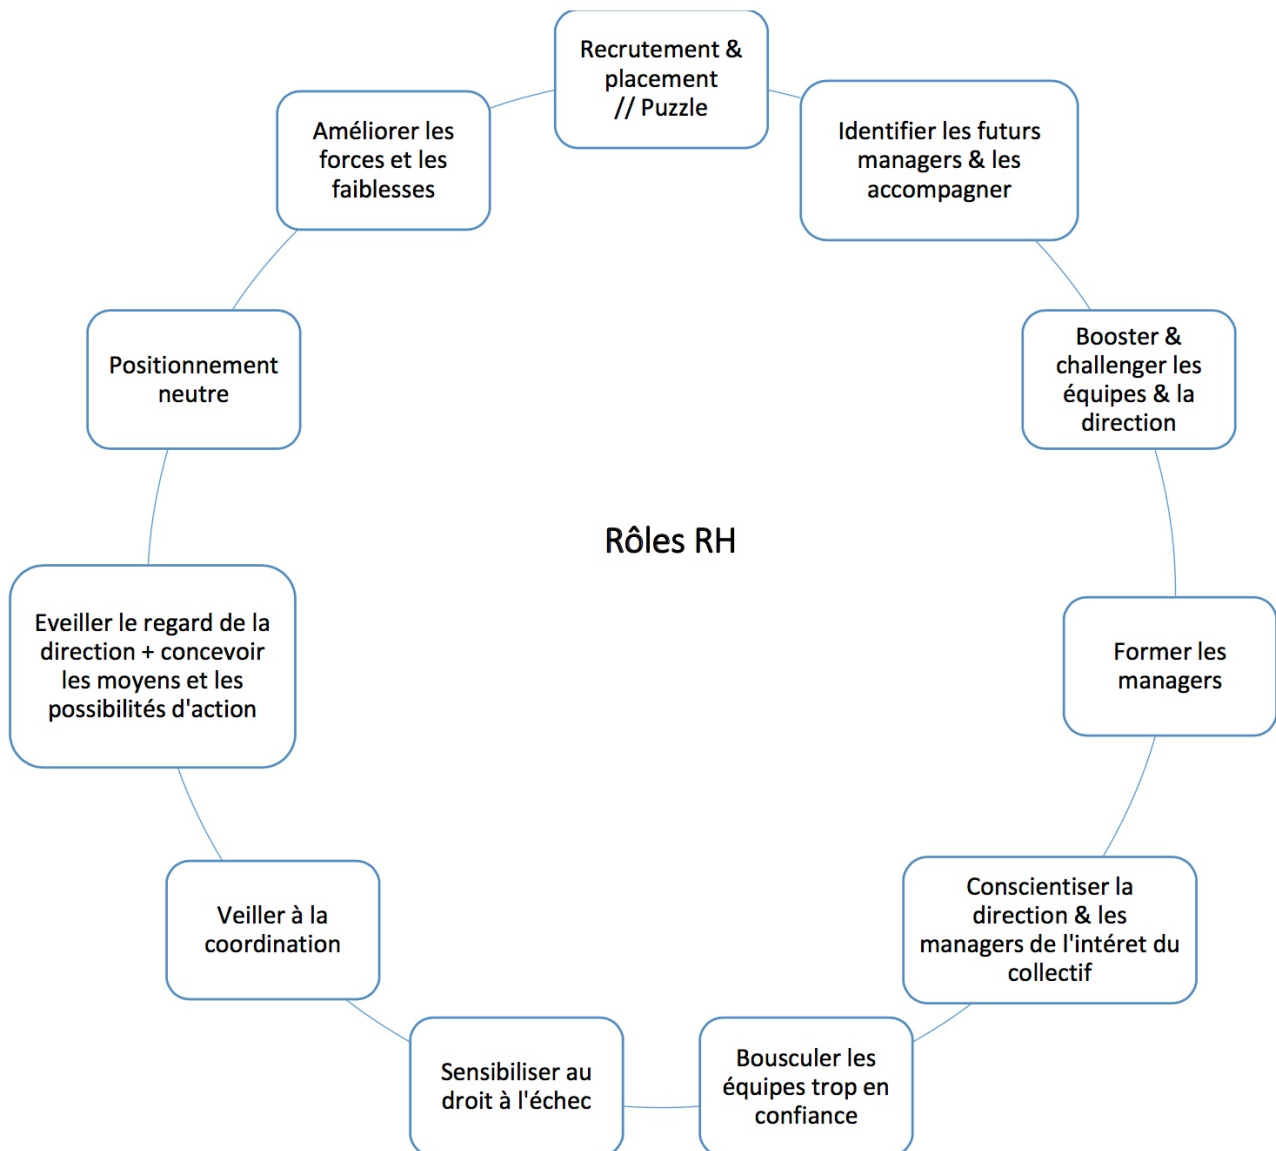 Recrutement &
placement
// Puzzle
Identifier les futurs
managers & les
accompagner
Booster &
challenger les
équipes & la
direction
Former les
managers
Conscientiser la
direction & les
managers de l'intéret du
collectif
Bousculer les
équipes trop en
confiance
Sensibiliser au
droit à l'échec
Veiller à la
coordination
Eveiller le regard de la
direction + concevoir
les moyens et les
possibilités d'action
Positionnement
neutre
Améliorer les
forces et les
faiblesses
Rôles RH